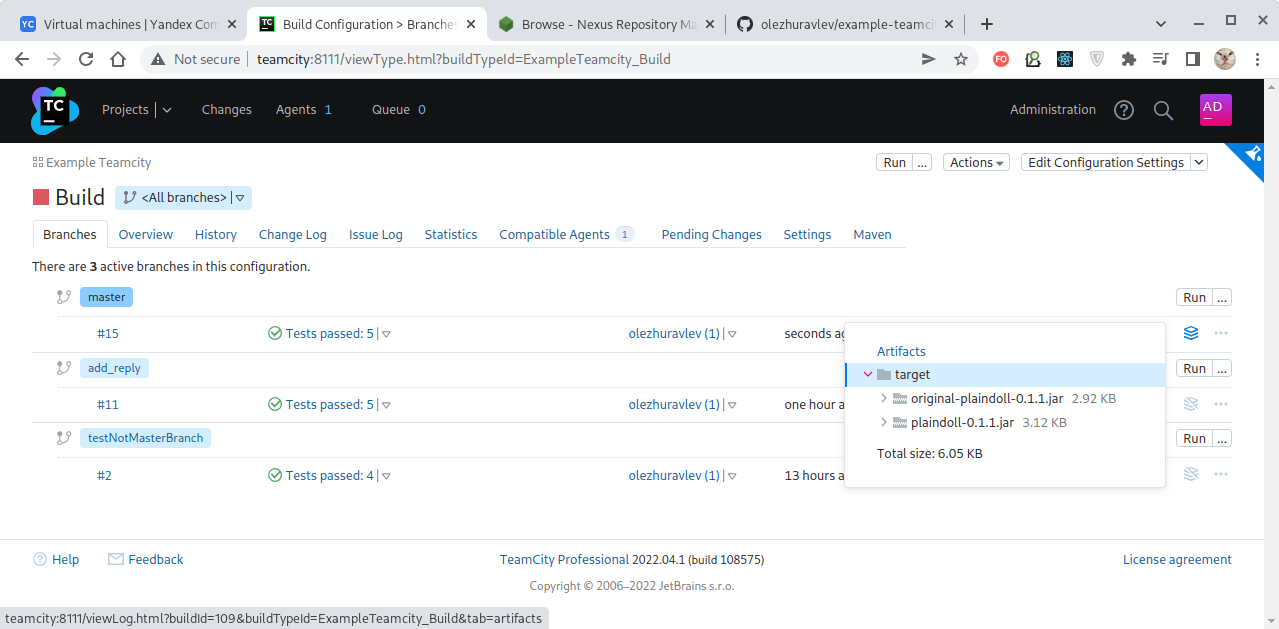 YC Virtual machines | Yandex Com
TC Build Configuration > Branches
Browse - Nexus Repository Ma
olezhuravlev/example-teamci
Not secure | teamcity:8111/viewType.html?buildTypeId=ExampleTeamcity_Build
FO
TC Projects Changes Agents 1 Queue 0 Administration AD
Example Teamcity Run ... Actions Edit Configuration Settings
Build <All branches>
Branches Overview History Change Log Issue Log Statistics Compatible Agents 1 Pending Changes Settings Maven
There are 3 active branches in this configuration.
master Run ...
#15 Tests passed: 5 olezhuravlev (1) seconds ag
Artifacts
add_reply Run ...
target
#11 Tests passed: 5 olezhuravlev (1) one hour a
original-plaindoll-0.1.1.jar 2.92 KB
plaindoll-0.1.1.jar 3.12 KB
testNotMasterBranch Run ...
Total size: 6.05 KB
#2 Tests passed: 4 olezhuravlev (1) 13 hours a
Help Feedback TeamCity Professional 2022.04.1 (build 108575) License agreement
Copyright © 2006–2022 JetBrains s.r.o.
teamcity:8111/viewLog.html?buildId=109&buildTypeId=ExampleTeamcity_Build&tab=artifacts